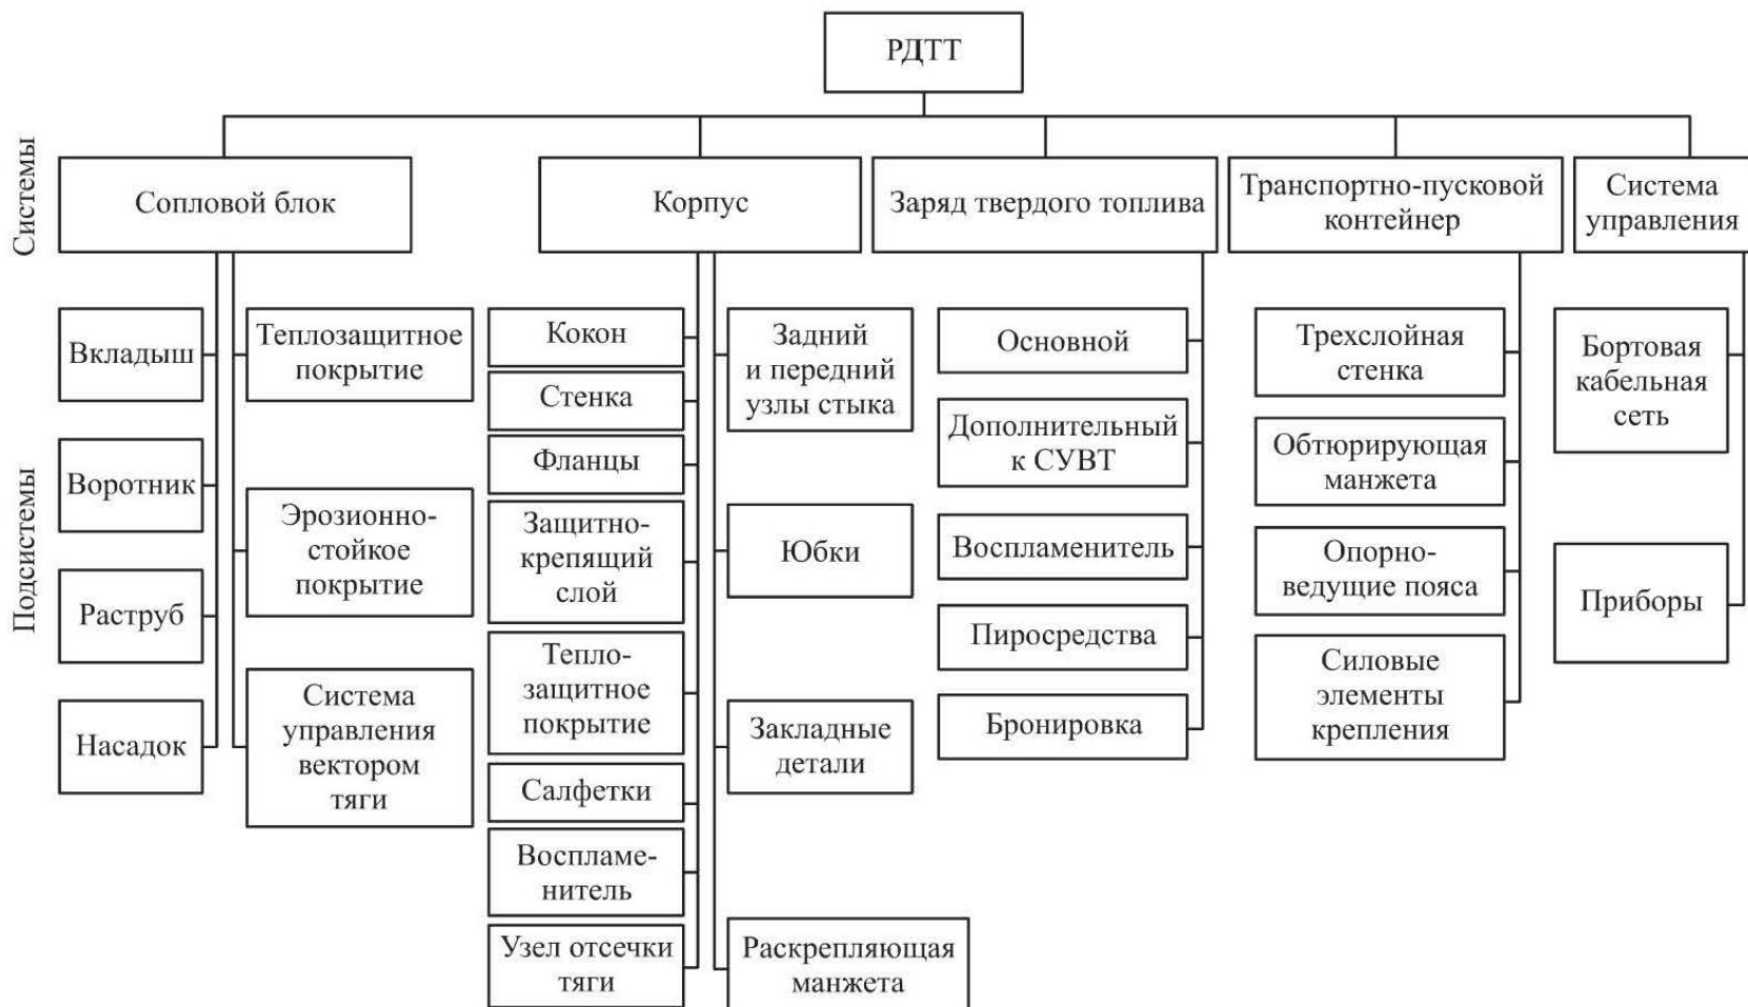 РДТТ
Системы
Сопловой блок
Корпус
Заряд твердого топлива
Транспортно-пусковой
контейнер
Система
управления
Подсистемы
Вкладыш
Воротник
Раструб
Насадок
Теплозащитное
покрытие
Эрозионно-
стойкое
покрытие
Система
управления
вектором
тяги
Кокон
Стенка
Фланцы
Защитно-
крепящий
слой
Тепло-
защитное
покрытие
Салфетки
Воспламе-
нитель
Узел отсечки
тяги
Задний
и передний
узлы стыка
Юбки
Закладные
детали
Раскрепляющая
манжета
Основной
Дополнительный
к СУВТ
Воспламенитель
Пиросредства
Бронировка
Трехслойная
стенка
Обтюрирующая
манжета
Опорно-
ведущие пояса
Силовые
элементы
крепления
Бортовая
кабельная
сеть
Приборы